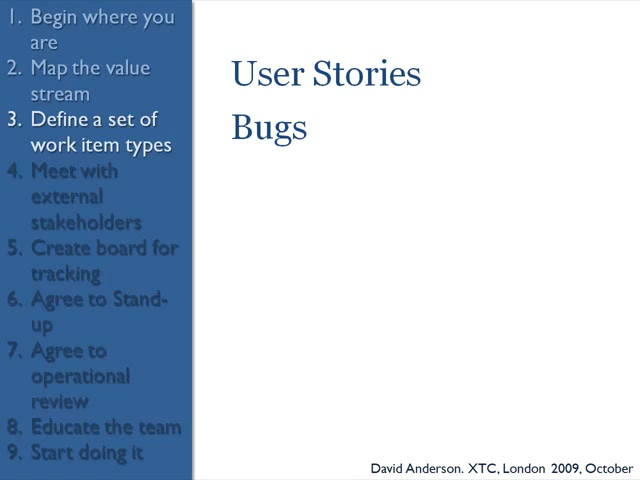 1. Begin where you
are
2. Map the value
stream
3. Define a set of
work item types
4. Meet with
external
stakeholders
5. Create board for
tracking
6. Agree to Stand-
up
7. Agree to
operational
review
8. Educate the team
9. Start doing it
User Stories
Bugs
David Anderson. XTC, London 2009, October